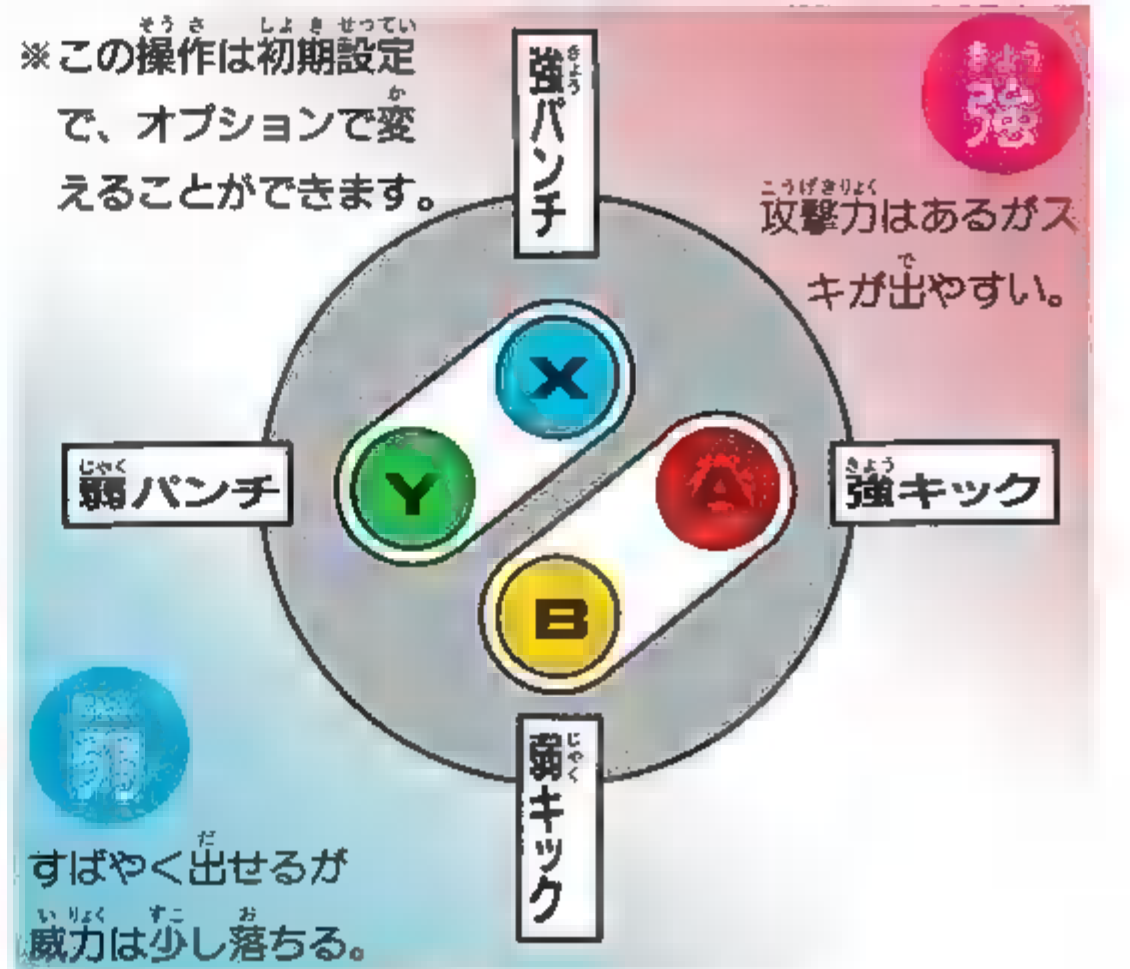 ※この操作は初期設定
で、オプションで変
えることができます。
強パンチ
強
攻撃力はあるがス
キが出やすい。
X
Y
A
B
弱パンチ
強キック
弱キック
すばやく出せるが
威力は少し落ちる。